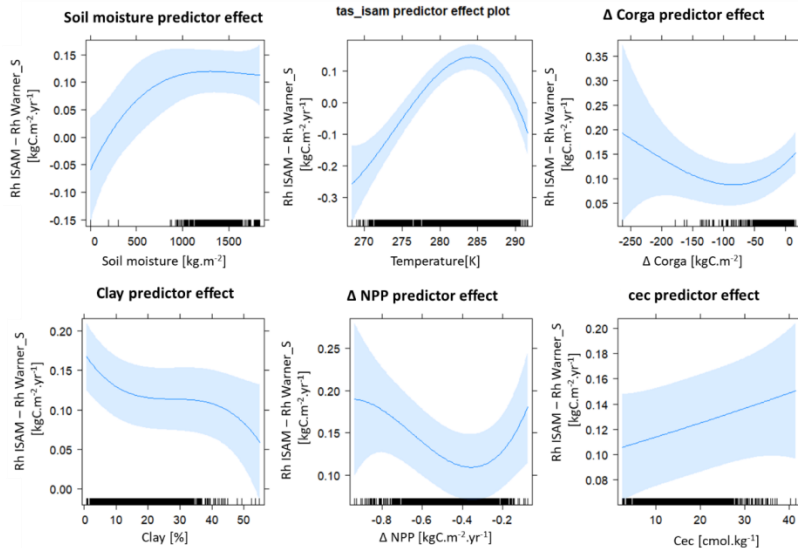 Soil moisture predictor effect
Rh ISAM – Rh Warner_S
[kgC.m-2.yr-1]
0.15
0.10
0.05
0.00
-0.05
-0.10
-0.15
0 500 1000 1500
Soil moisture [kg.m-2]
tas_isam predictor effect plot
Rh ISAM – Rh Warner_S
[kgC.m-2.yr-1]
0.1
0.0
-0.1
-0.2
-0.3
270 275 280 284 290
Temperature[K]
Δ Corga predictor effect
Rh ISAM – Rh Warner_S
[kgC.m-2.yr-1]
0.35
0.30
0.25
0.20
0.15
0.10
0.05
-250 -200 -150 -100 -50 0
Δ Corga [kgC.m-2]
Clay predictor effect
Rh ISAM – Rh Warner_S
[kgC.m-2.yr-1]
0.20
0.15
0.10
0.05
0.00
0 10 20 30 40 50
Clay [%]
Δ NPP predictor effect
Rh ISAM – Rh Warner_S
[kgC.m-2.yr-1]
0.25
0.20
0.15
0.10
-0.8 -0.6 -0.4 -0.2
Δ NPP [kgC.m-2.yr-1]
cec predictor effect
Rh ISAM – Rh Warner_S
[kgC.m-2.yr-1]
0.20
0.18
0.16
0.14
0.12
0.10
0.08
10 20 30 40
Cec [cmol.kg-1]